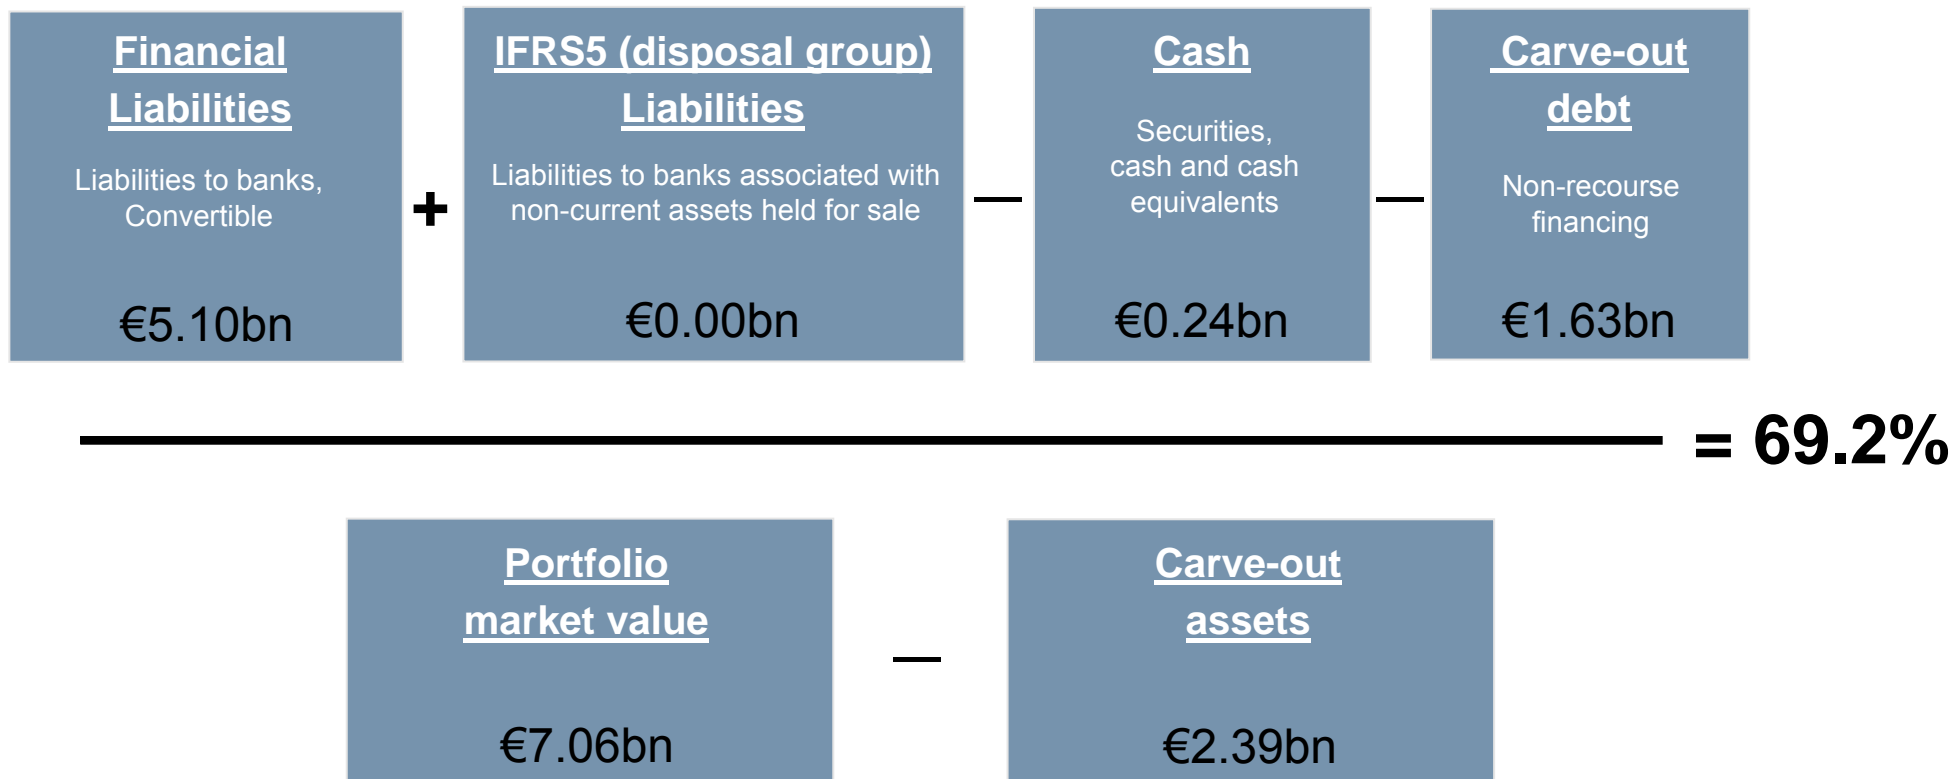 Financial
Liabilities
Liabilities to banks,
Convertible
€5.10bn
+
IFRS5 (disposal group)
Liabilities
Liabilities to banks associated with
non-current assets held for sale
€0.00bn
—
Cash
Securities,
cash and cash
equivalents
€0.24bn
—
Carve-out
debt
Non-recourse
financing
€1.63bn
= 69.2%
Portfolio
market value
€7.06bn
—
Carve-out
assets
€2.39bn